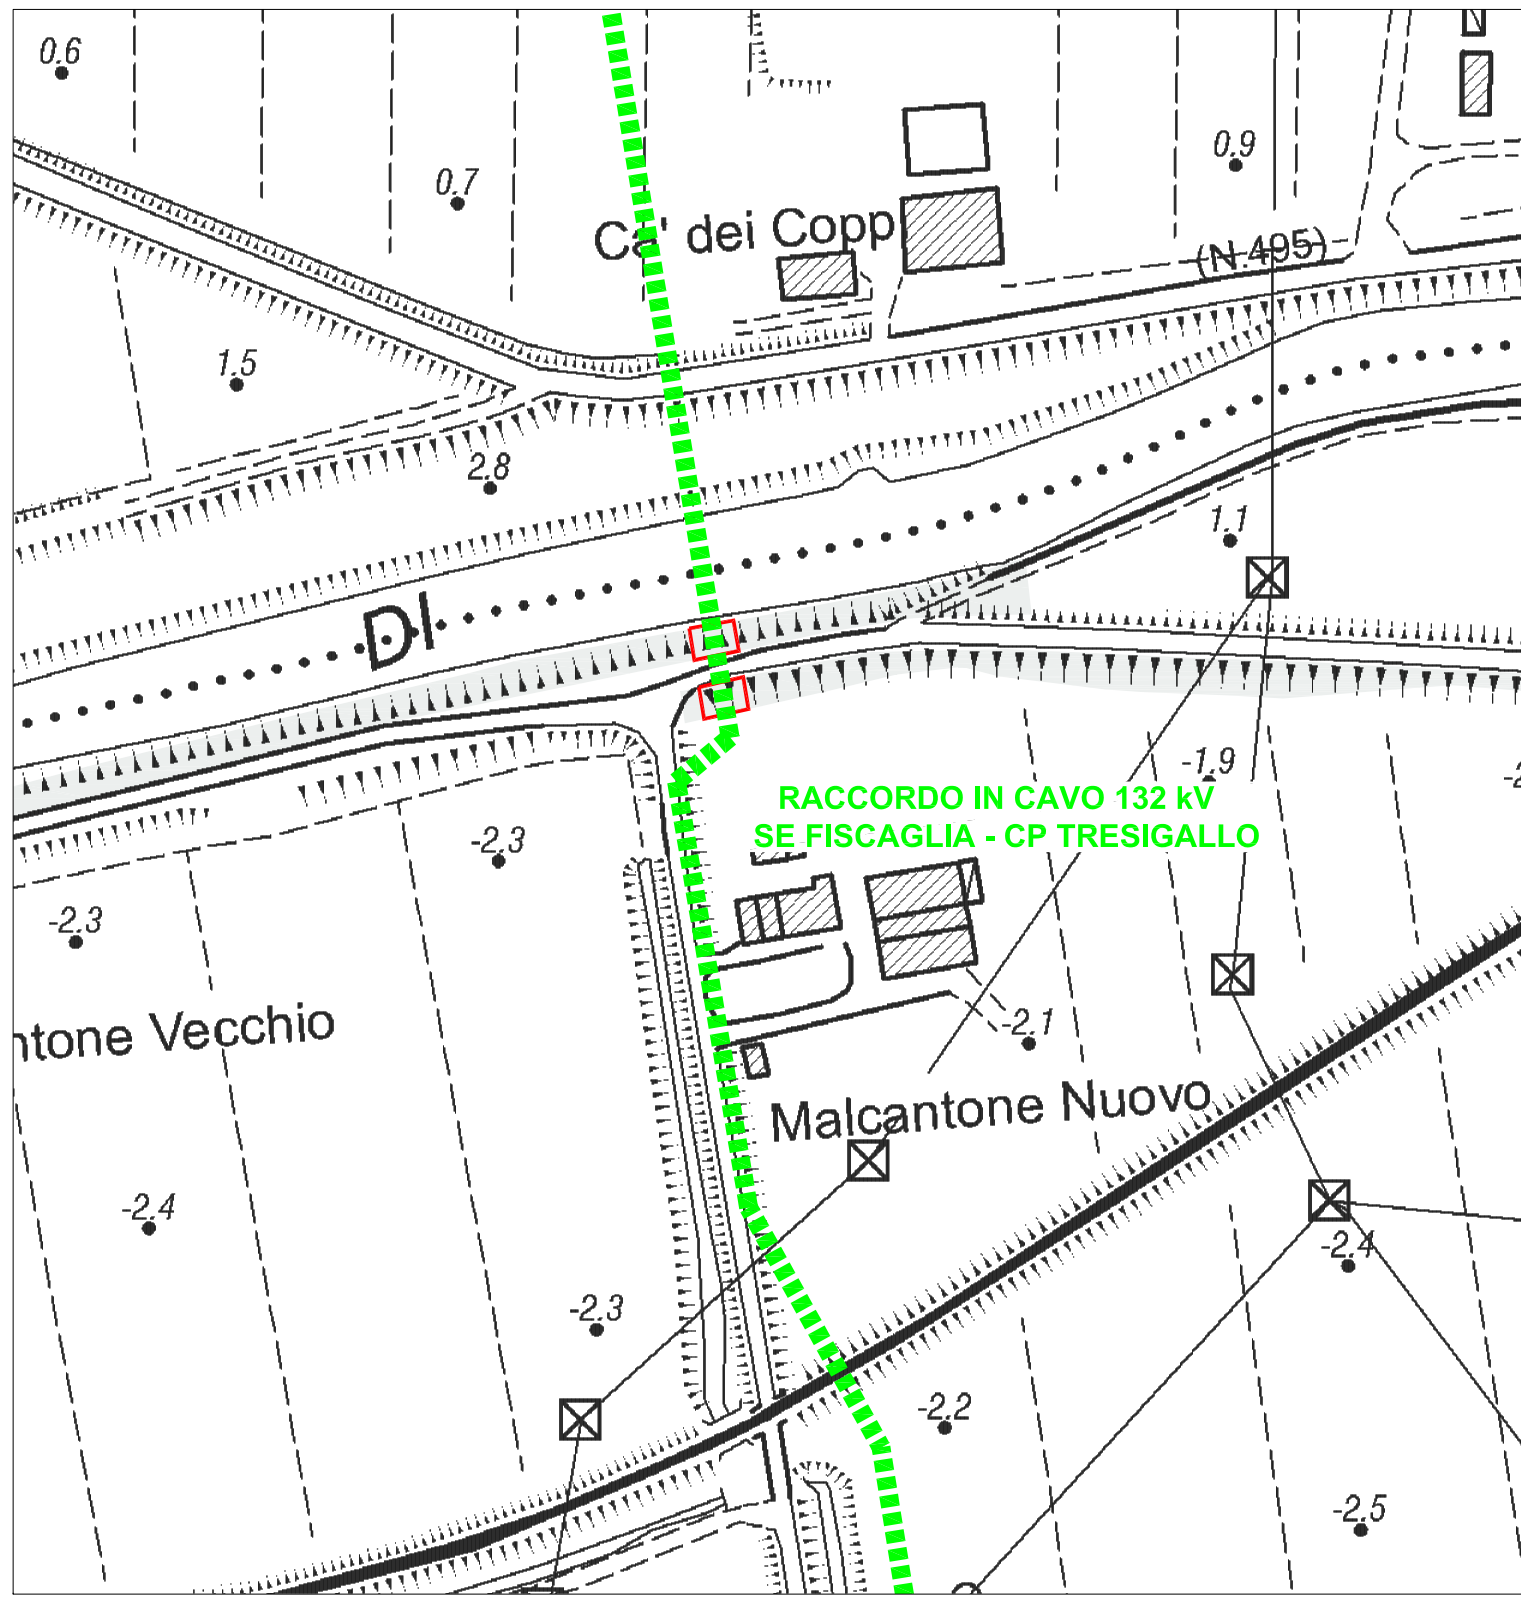 0.6
0.7
0.9
Ca' dei Copp
(N.495)
1.5
2.8
1.1
DI
-1.9
RACCORDO IN CAVO 132 kV
SE FISCAGLIA - CP TRESIGALLO
-2.3
-2.3
ntone Vecchio
-2.1
Malcantone Nuovo
-2.4
-2.4
-2.3
-2.2
-2.5